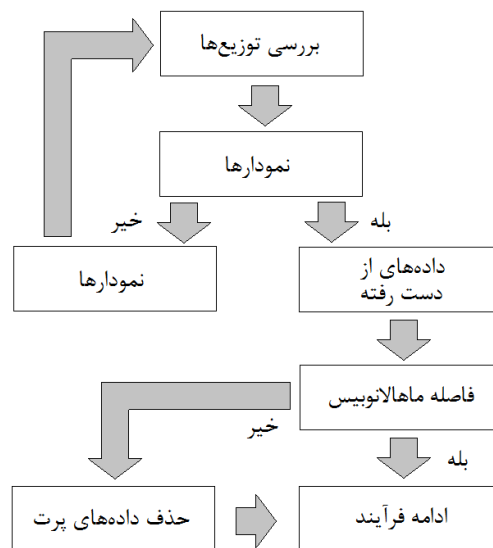 بررسی توزیع‌ها
نمودارها
خیر
بله
نمودارها
داده‌های از
دست رفته
فاصله ماهالانوبیس
خیر
بله
حذف داده‌های پرت
ادامه فرآیند